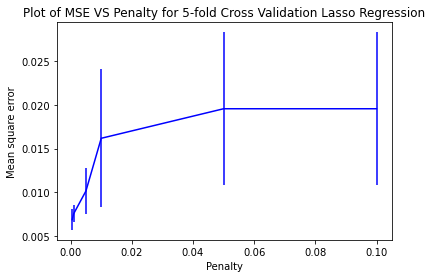 Plot of MSE VS Penalty for 5-fold Cross Validation Lasso Regression
0.025
0.020
0.015
0.010
0.005
Mean square error
0.00 0.02 0.04 0.06 0.08 0.10
Penalty